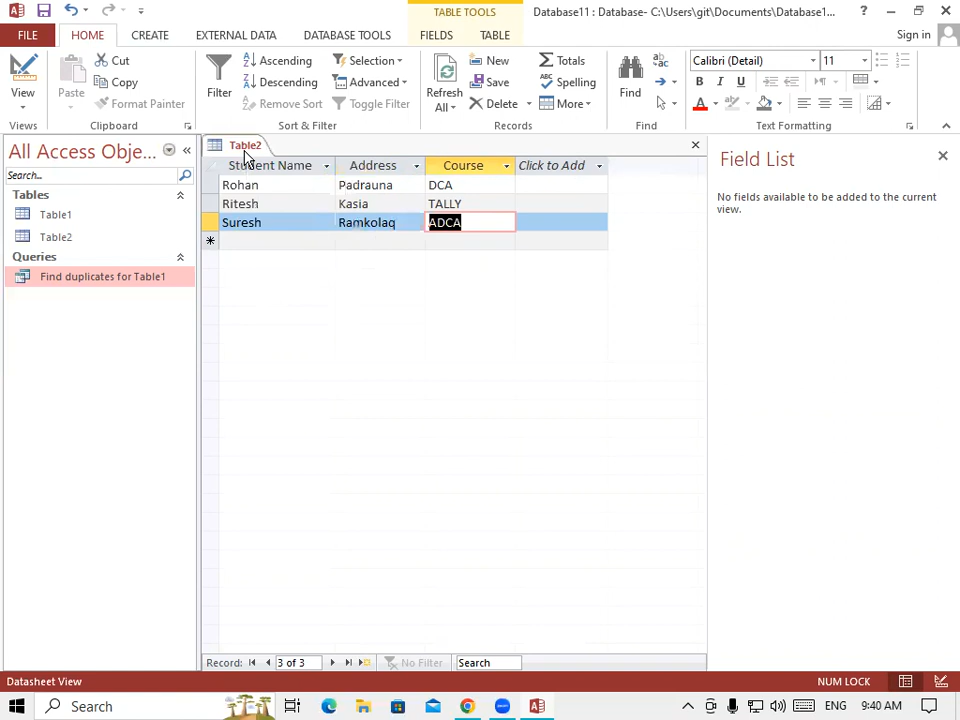 TABLE TOOLS
Database11 : Database- C:\Users\git\Documents\Database1...
FILE HOME CREATE EXTERNAL DATA DATABASE TOOLS FIELDS TABLE Sign in
View
Views
Paste
Cut
Copy
Format Painter
Clipboard
Filter
Ascending
Descending
Remove Sort
Selection
Advanced
Toggle Filter
Sort & Filter
Refresh
All
New
Save
Delete
Totals
Spelling
More
Records
Find
Find
Calibri (Detail) 11
B I U
A
Text Formatting
All Access Obje...
Search...
Tables
Table1
Table2
Queries
Find duplicates for Table1
Table2
Student Name Address Course Click to Add
Rohan Padrauna DCA
Ritesh Kasia TALLY
Suresh Ramkolaq ADCA
Field List
No fields available to be added to the current
view.
Record: 3 of 3 No Filter Search
Datasheet View NUM LOCK
Search ENG 9:40 AM